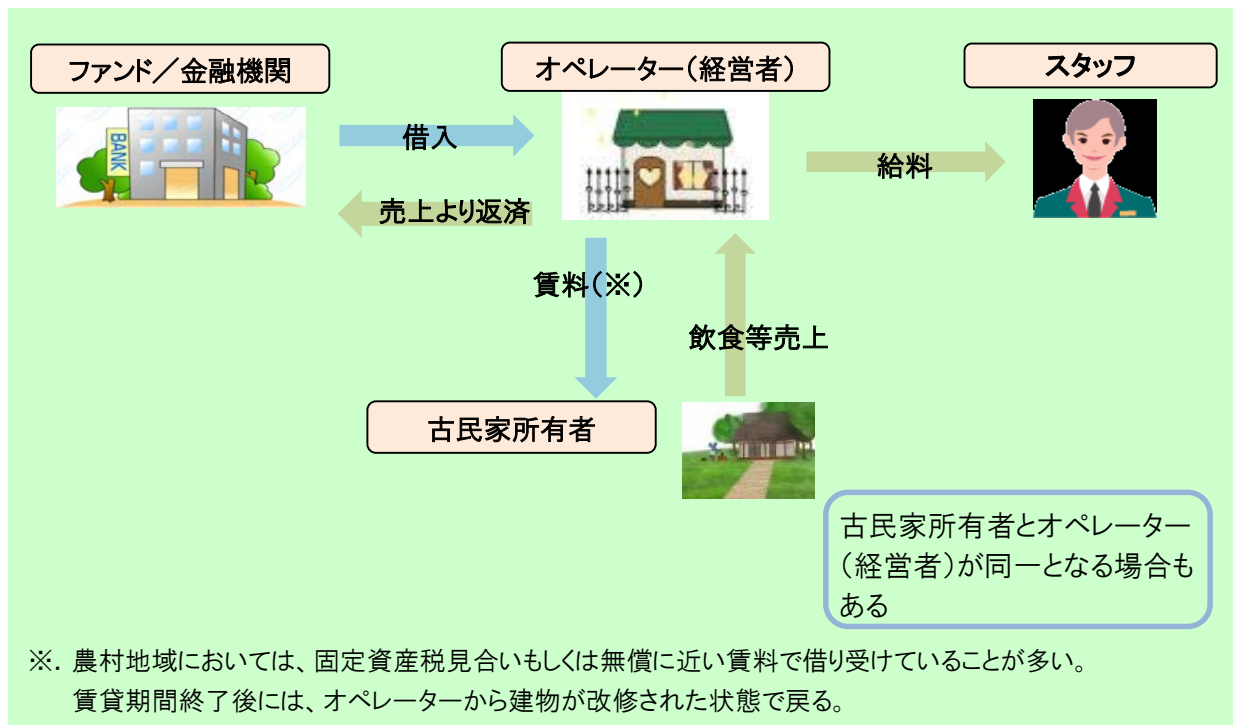 ファンド／金融機関
オペレーター（経営者）
スタッフ
BANK
借入
給料
売上より返済
賃料（※）
飲食等売上
古民家所有者
古民家所有者とオペレーター
（経営者）が同一となる場合も
ある
※．農村地域においては、固定資産税見合いもしくは無償に近い賃料で借り受けていることが多い。
賃貸期間終了後には、オペレーターから建物が改修された状態で戻る。